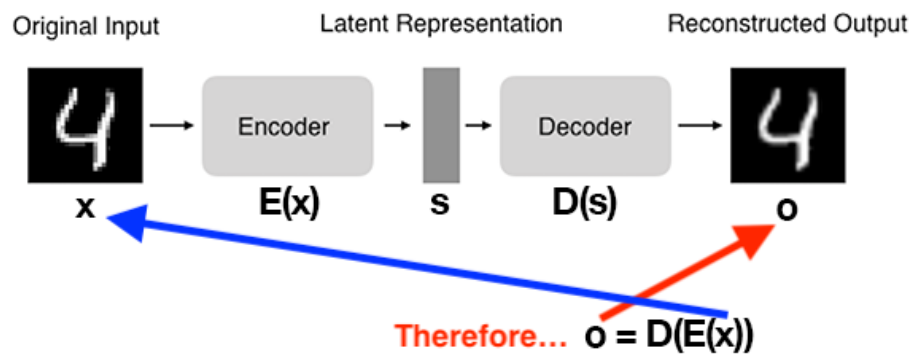 Original Input Latent Representation Reconstructed Output
Encoder Decoder
x E(x) s D(s) o
Therefore... o = D(E(x))